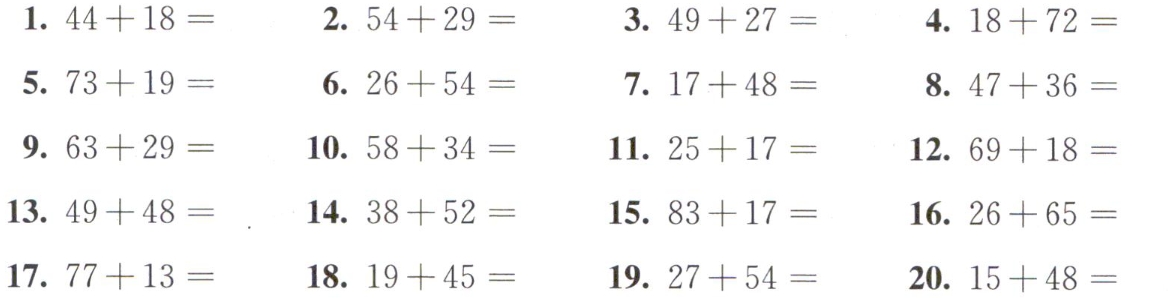 1. 44+18= 2. 54+29= 3. 49+27= 4. 18+72=
5. 73+19= 6. 26+54= 7. 17+48= 8. 47+36=
9. 63+29= 10. 58+34= 11. 25+17= 12. 69+18=
13. 49+48= 14. 38+52= 15. 83+17= 16. 26+65=
17. 77+13= 18. 19+45= 19. 27+54= 20. 15+48=